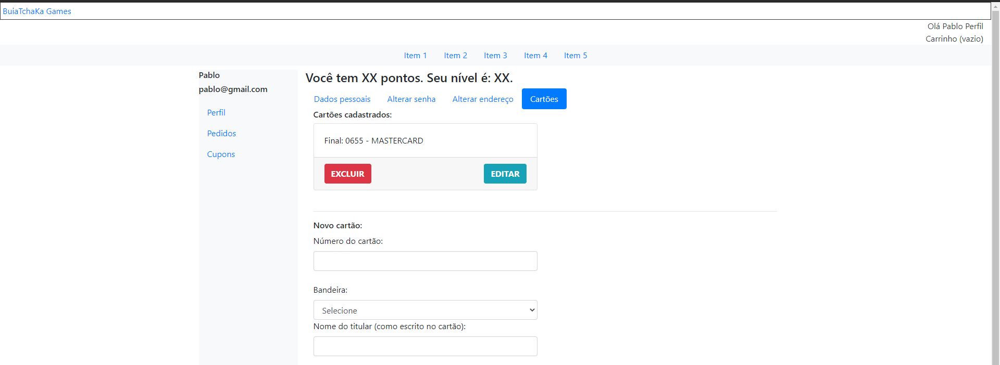 BuiaTchaKa Games
Olá Pablo Perfil
Carrinho (vazio)
Item 1 Item 2 Item 3 Item 4 Item 5
Pablo
pablo@gmail.com
Perfil
Pedidos
Cupons
Você tem XX pontos. Seu nível é: XX.
Dados pessoais Alterar senha Alterar endereço Cartões
Cartões cadastrados:
Final: 0655 - MASTERCARD
EXCLUIR EDITAR
Novo cartão:
Número do cartão:
Bandeira:
Selecione
Nome do titular (como escrito no cartão):